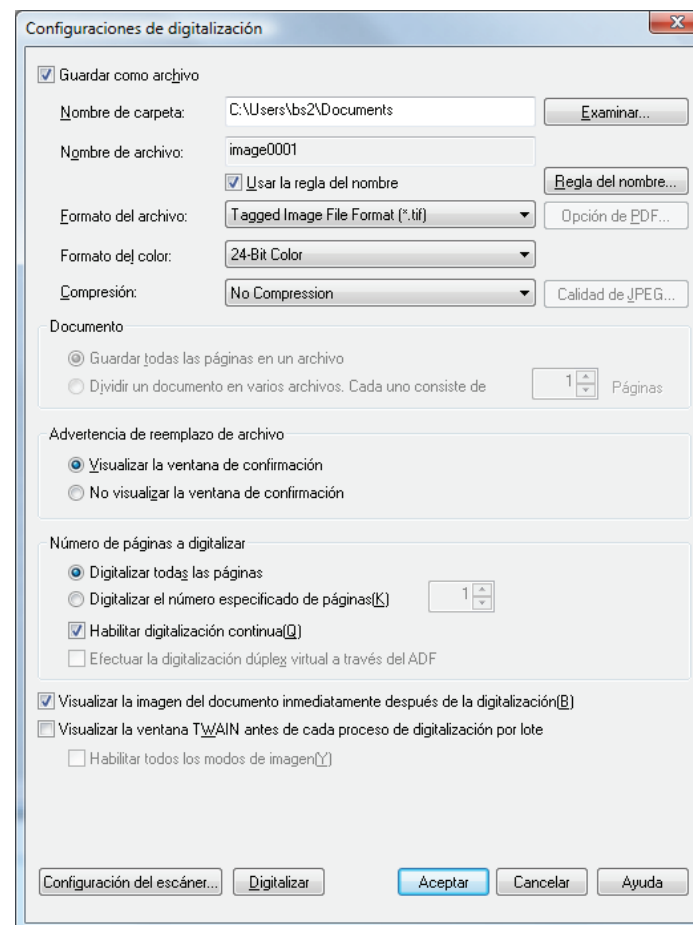 Configuraciones de digitalización
Guardar como archivo
Nombre de carpeta: C:\Users\bs2\Documents Examinar...
Nombre de archivo: image0001
Usar la regla del nombre Regla del nombre...
Formato del archivo: Tagged Image File Format (*.tif) Opción de PDF...
Formato del color: 24-Bit Color
Compresión: No Compression Calidad de JPEG...
Documento
Guardar todas las páginas en un archivo
Dividir un documento en varios archivos. Cada uno consiste de 1 Páginas
Advertencia de reemplazo de archivo
Visualizar la ventana de confirmación
No visualizar la ventana de confirmación
Número de páginas a digitalizar
Digitalizar todas las páginas
Digitalizar el número especificado de páginas(K) 1
Habilitar digitalización continua(Q)
Efectuar la digitalización dúplex virtual a través del ADF
Visualizar la imagen del documento inmediatamente después de la digitalización(B)
Visualizar la ventana TWAIN antes de cada proceso de digitalización por lote
Habilitar todos los modos de imagen(Y)
Configuración del escáner... Digitalizar Aceptar Cancelar Ayuda